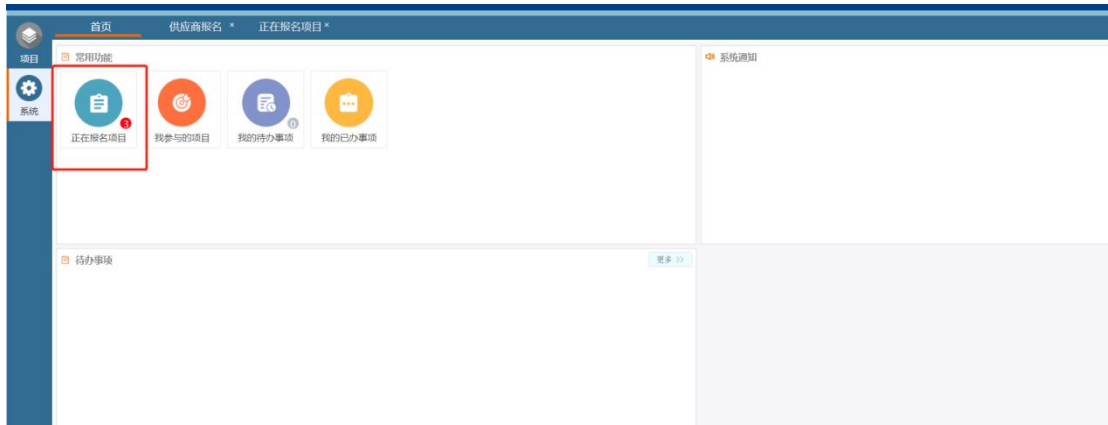 首页 供应商报名 × 正在报名项目 ×
项目
系统
常用功能
3
0
正在报名项目 我参与的项目 我的待办事项 我的已办事项
系统通知
待办事项
更多 >>